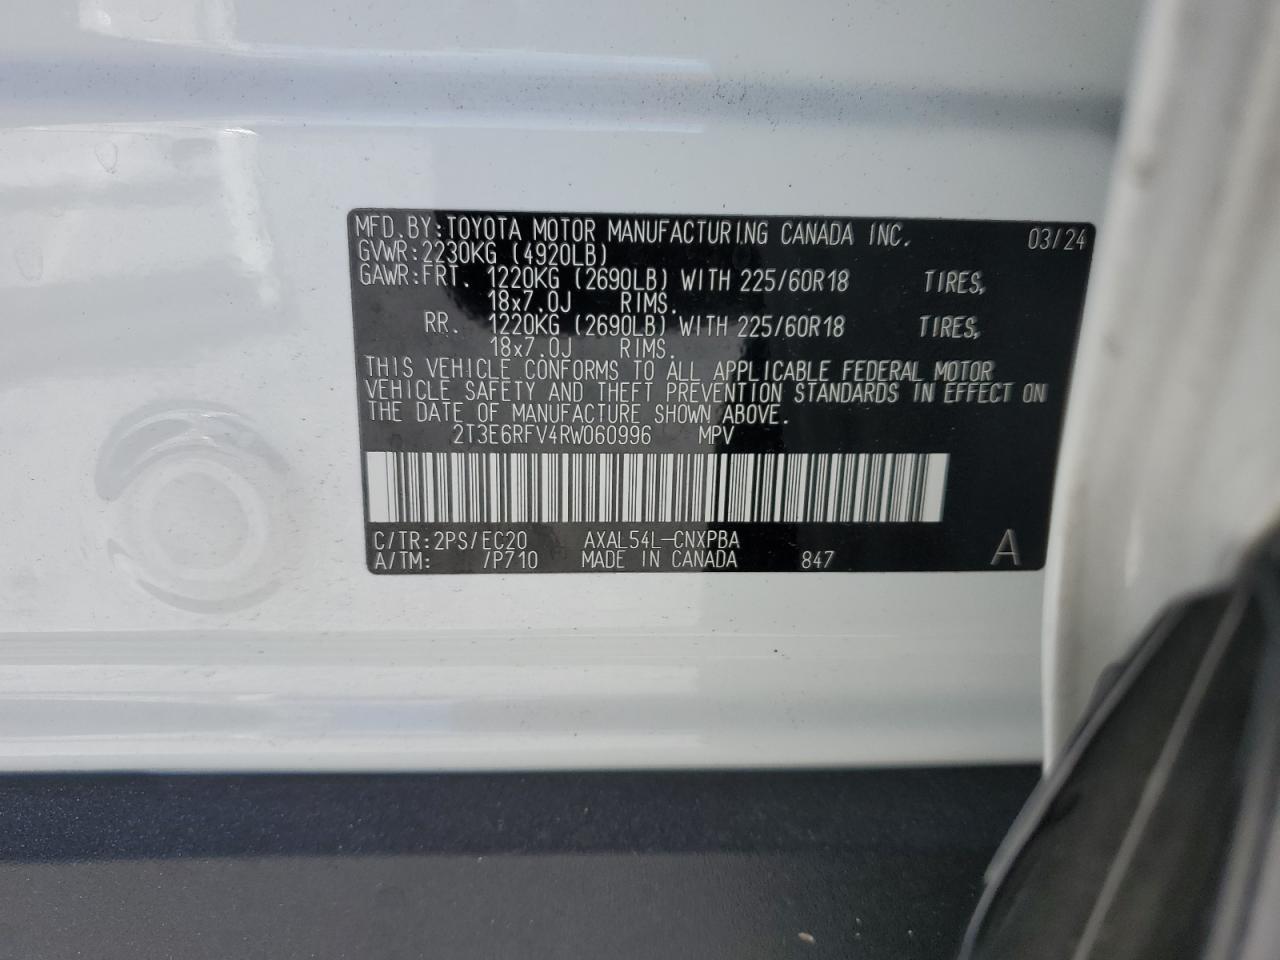 MFD.BY:TOYOTA MOTOR MANUFACTURING CANADA INC. 03/24
GVWR:2230KG (4920LB)
GAWR:FRT. 1220KG (2690LB) WITH 225/60R18 TIRES,
18x7.0J RIMS.
RR. 1220KG (2690LB) WITH 225/60R18 TIRES,
18x7.0J RIMS.
THIS VEHICLE CONFORMS TO ALL APPLICABLE FEDERAL MOTOR
VEHICLE SAFETY AND THEFT PREVENTION STANDARDS IN EFFECT ON
THE DATE OF MANUFACTURE SHOWN ABOVE.
2T3E6RFV4RW060996 MPV
C/TR:2PS/EC20 AXAL54L-CNXPBA
A/TM: /P710 MADE IN CANADA 847 A